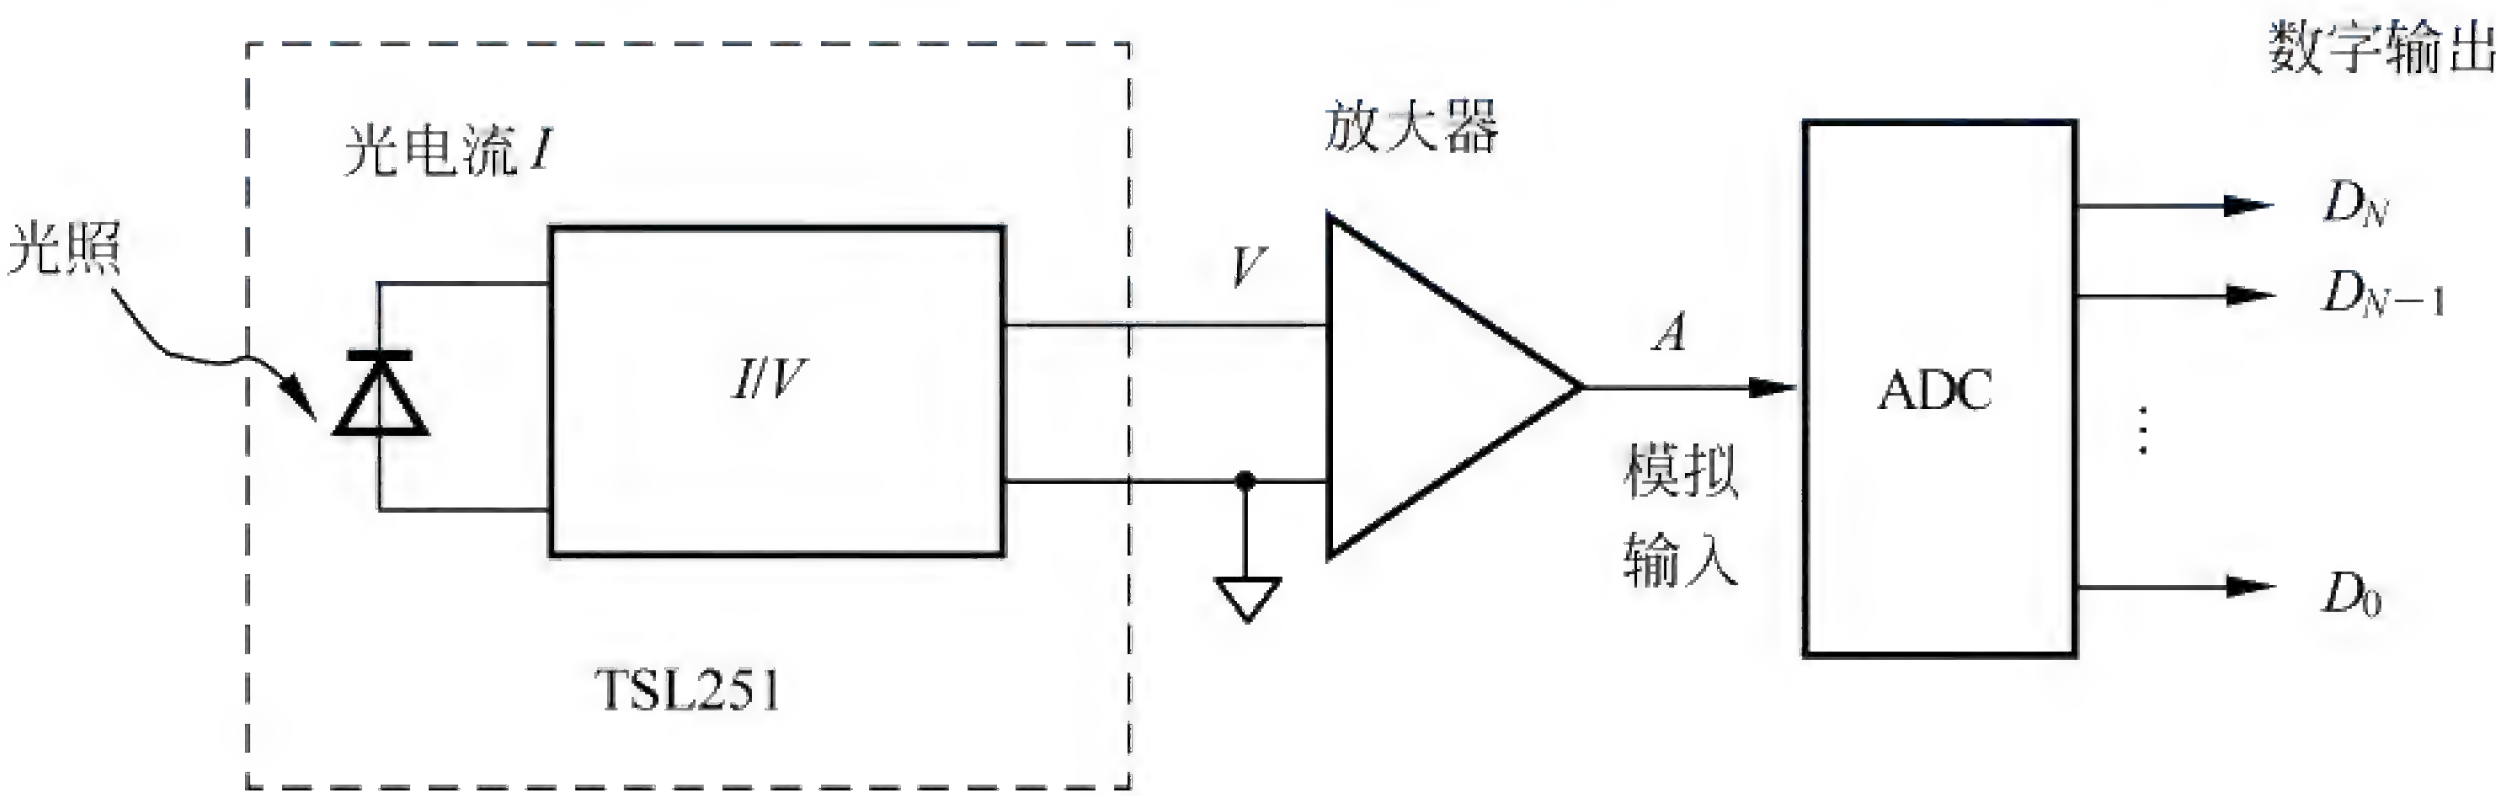 数字输出
放大器
光电流 I
光照
D_N
V
D_{N-1}
A
I/V
ADC
⋮
模拟
输入
D_0
TSL251